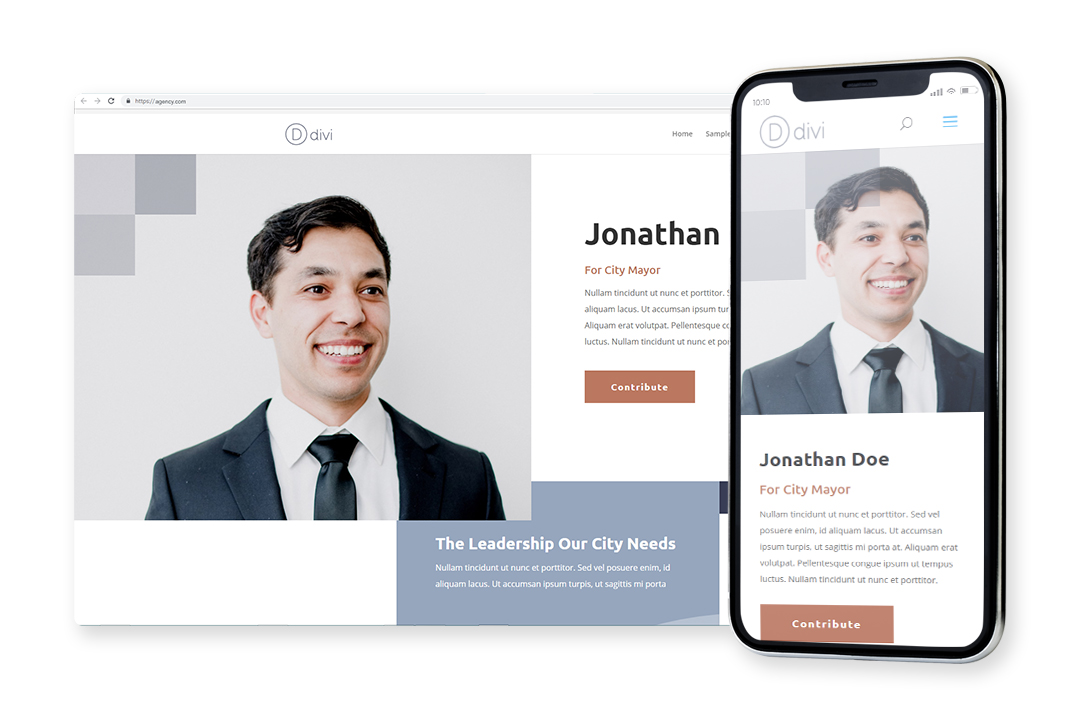 https://agency.com
D divi
Home Sample
Jonathan
For City Mayor
Nullam tincidunt ut nunc et porttitor. S
aliquam lacus. Ut accumsan ipsum tur
Aliquam erat volutpat. Pellentesque co
luctus. Nullam tincidunt ut nunc et por
Contribute
The Leadership Our City Needs
Nullam tincidunt ut nunc et porttitor. Sed vel posuere enim, id
aliquam lacus. Ut accumsan ipsum turpis, ut sagittis mi porta
10:10
D divi
Jonathan Doe
For City Mayor
Nullam tincidunt ut nunc et porttitor. Sed vel
posuere enim, id aliquam lacus. Ut accumsan
ipsum turpis, ut sagittis mi porta at. Aliquam erat
volutpat. Pellentesque congue ipsum ut tempus
luctus. Nullam tincidunt ut nunc et porttitor.
Contribute